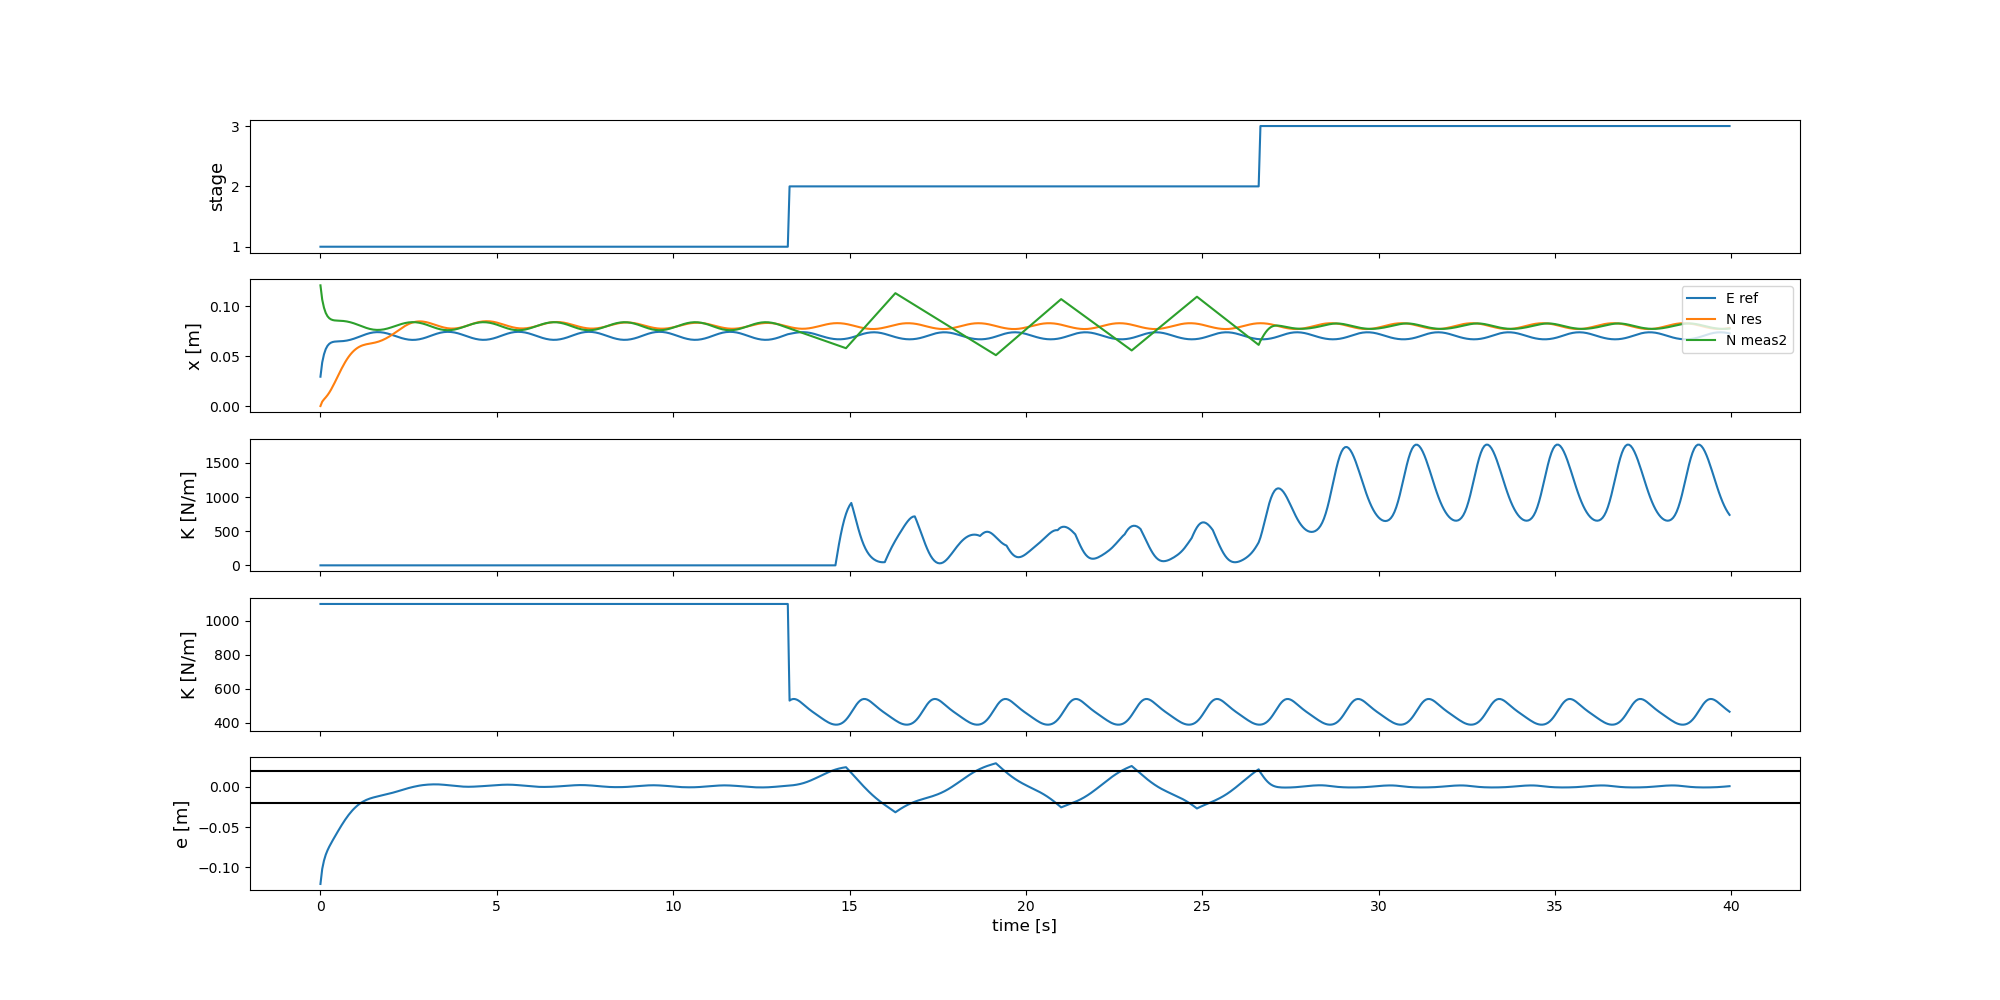 3
2
1
stage
0.10
0.05
0.00
x [m]
E ref
N res
N meas2
1500
1000
500
0
K [N/m]
1000
800
600
400
K [N/m]
0.00
−0.05
−0.10
e [m]
0 5 10 15 20 25 30 35 40
time [s]